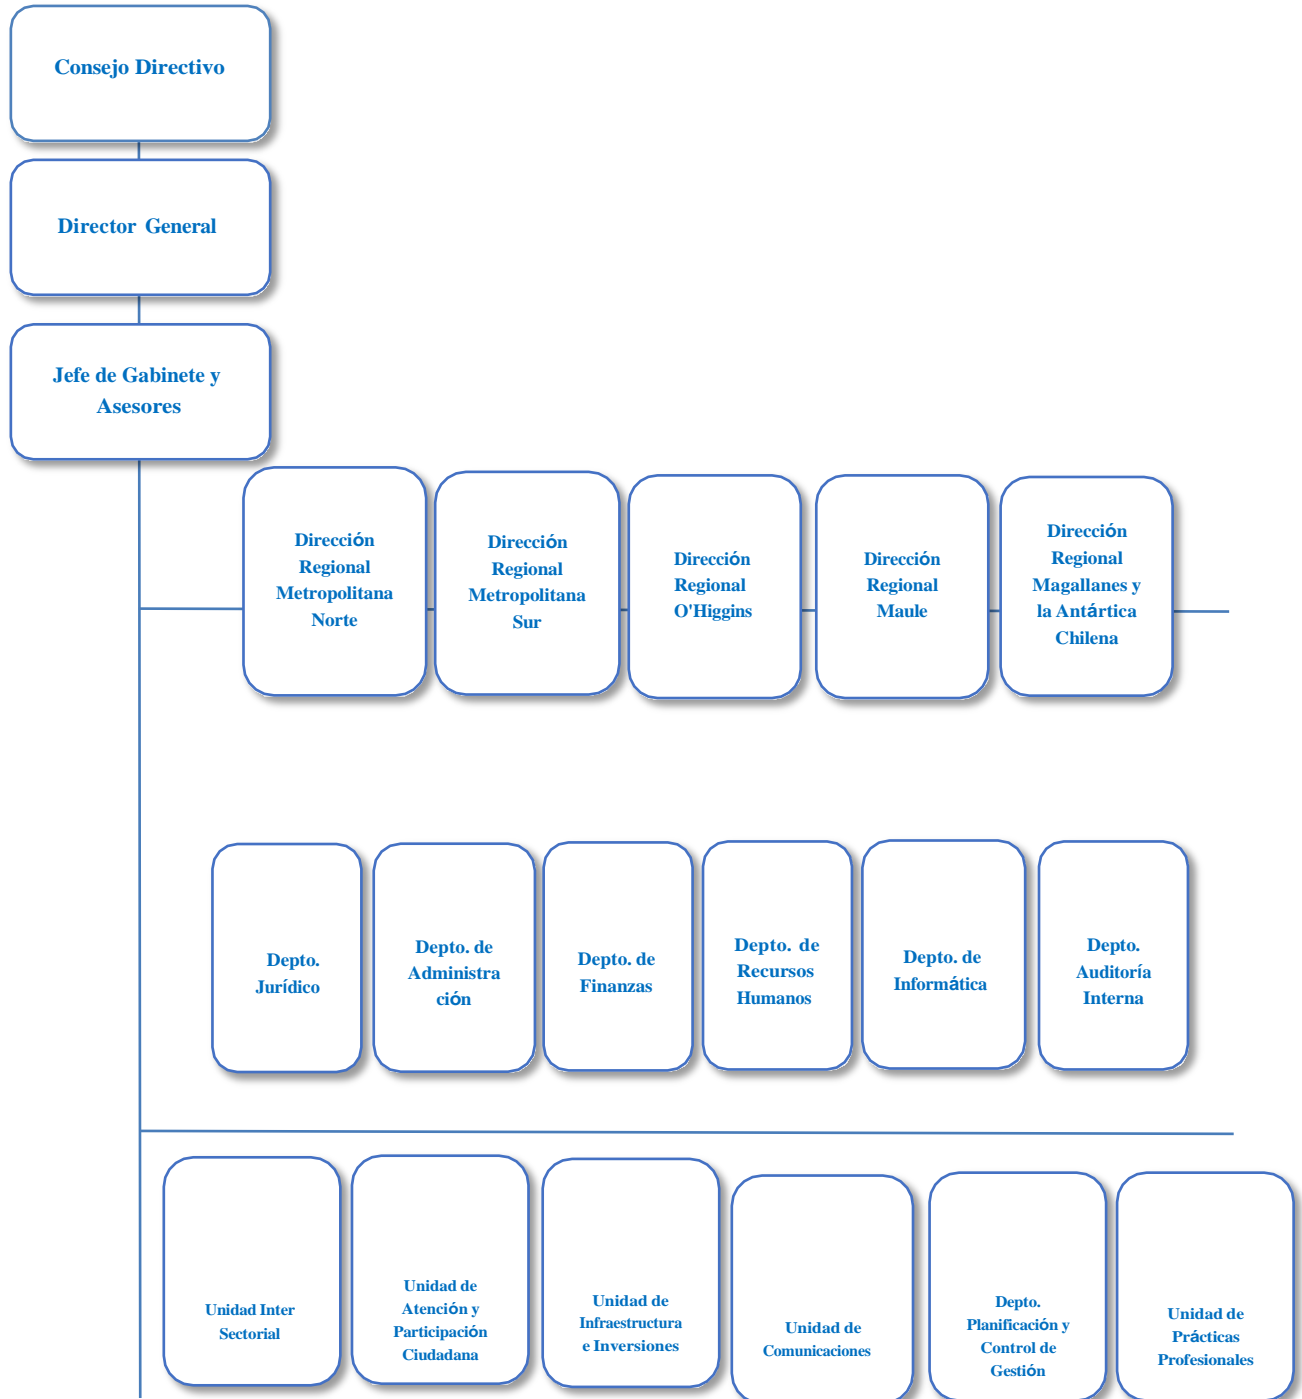 Consejo Directivo
Director General
Jefe de Gabinete y
Asesores
Dirección
Regional
Metropolitana
Norte
Dirección
Regional
Metropolitana
Sur
Dirección
Regional
O'Higgins
Dirección
Regional
Maule
Dirección
Regional
Magallanes y
la Antártica
Chilena
Depto.
Jurídico
Depto. de
Administra
ción
Depto. de
Finanzas
Depto. de
Recursos
Humanos
Depto. de
Informática
Depto.
Auditoría
Interna
Unidad Inter
Sectorial
Unidad de
Atención y
Participación
Ciudadana
Unidad de
Infraestructura
e Inversiones
Unidad de
Comunicaciones
Depto.
Planificación y
Control de
Gestión
Unidad de
Prácticas
Profesionales